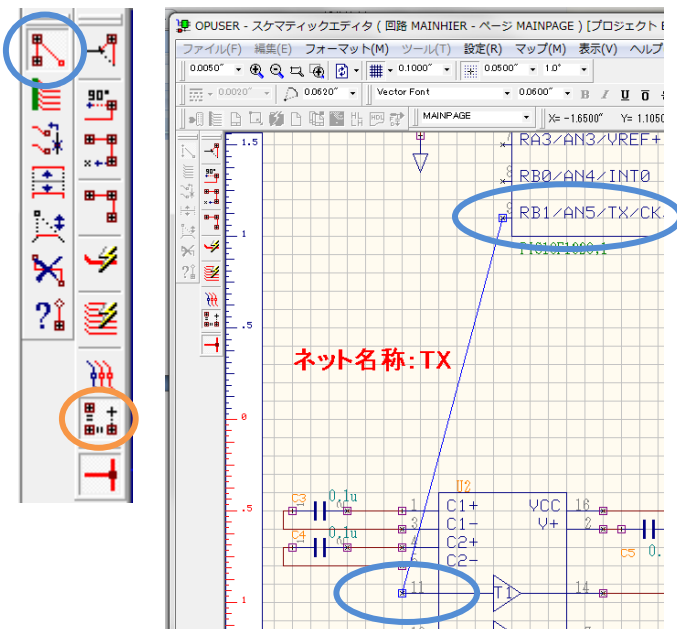 90°
x←
?
OPUSER - スケマティックエディタ ( 回路 MAINHIER - ページ MAINPAGE ) [プロジェクト E
ファイル(F) 編集(E) フォーマット(M) ツール(T) 設定(R) マップ(M) 表示(V) ヘルプ
0.0050" 0.1000" 0.0500" 1.0°
0.0020" 0.0620" Vector Font 0.0600" B I U o
MAINPAGE X= -1.6500" Y= 1.1050
1.5
RA3/AN3/VREF+
8 RB0/AN4/INT0
RB1/AN5/TX/CK
1
PIC18F1220.1
.5
ネット名称:TX
0
U2
C3 0.1u 1 C1+ VCC 16
.5
3 C1- V+ 2
C4 0.1u 4 C2+
C5 0.
C2-
11 T1 14
1